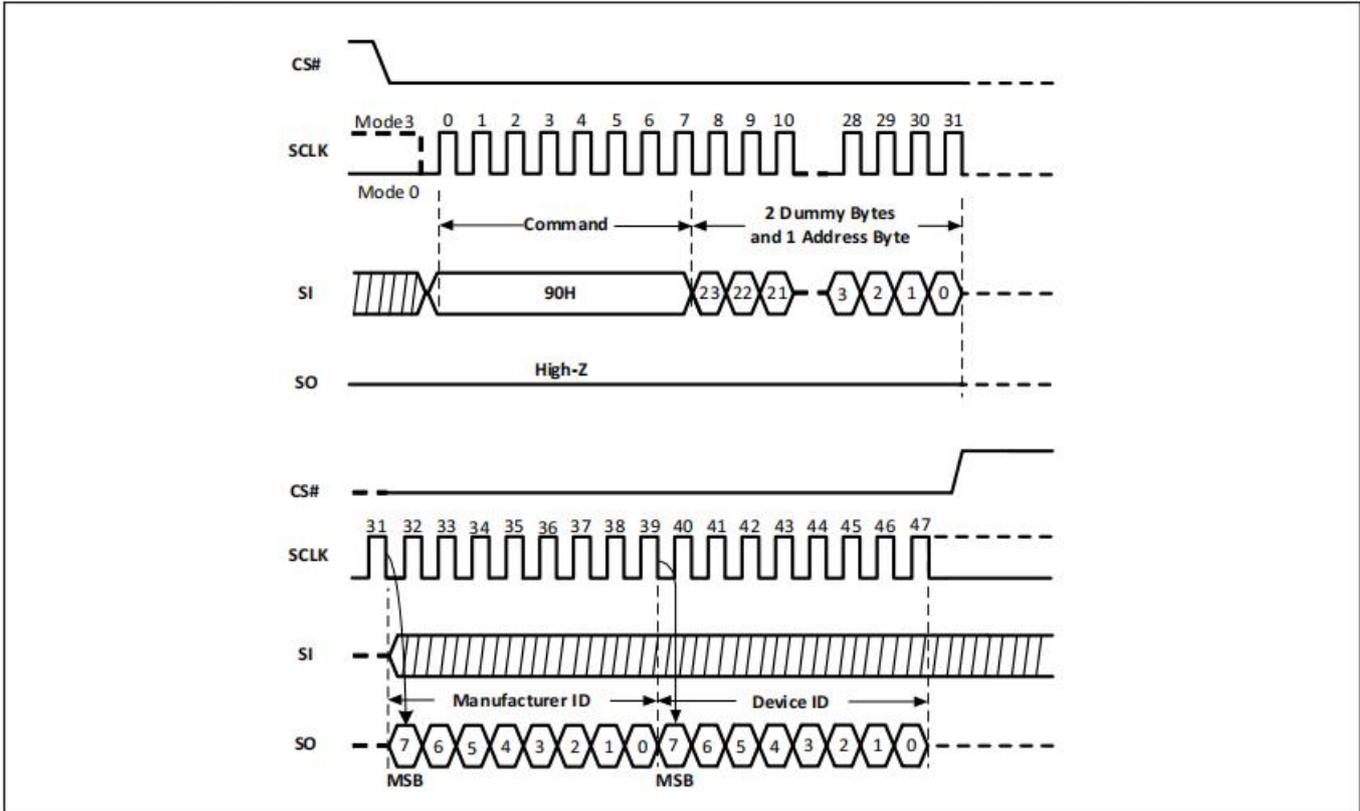 CS#
Mode3 0 1 2 3 4 5 6 7 8 9 10 28 29 30 31
SCLK
Mode 0
Command
2 Dummy Bytes
and 1 Address Byte
SI 90H 23 22 21 3 2 1 0
High-Z
SO
CS#
31 32 33 34 35 36 37 38 39 40 41 42 43 44 45 46 47
SCLK
SI
Manufacturer ID Device ID
SO 7 6 5 4 3 2 1 0 7 6 5 4 3 2 1 0
MSB MSB